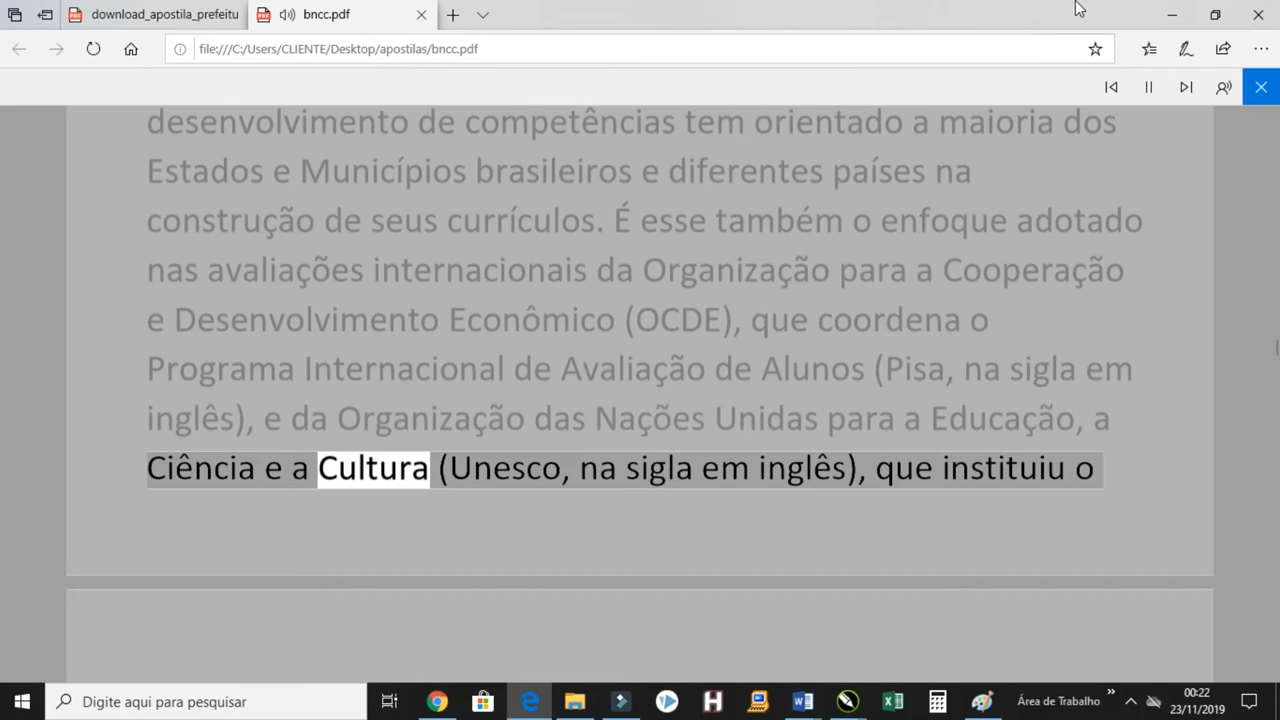 download_apostila_prefeitu
bncc.pdf
file:///C:/Users/CLIENTE/Desktop/apostilas/bncc.pdf
desenvolvimento de competências tem orientado a maioria dos
Estados e Municípios brasileiros e diferentes países na
construção de seus currículos. É esse também o enfoque adotado
nas avaliações internacionais da Organização para a Cooperação
e Desenvolvimento Econômico (OCDE), que coordena o
Programa Internacional de Avaliação de Alunos (Pisa, na sigla em
inglês), e da Organização das Nações Unidas para a Educação, a
Ciência e a Cultura (Unesco, na sigla em inglês), que instituiu o
Digite aqui para pesquisar
Área de Trabalho
00:22
23/11/2019